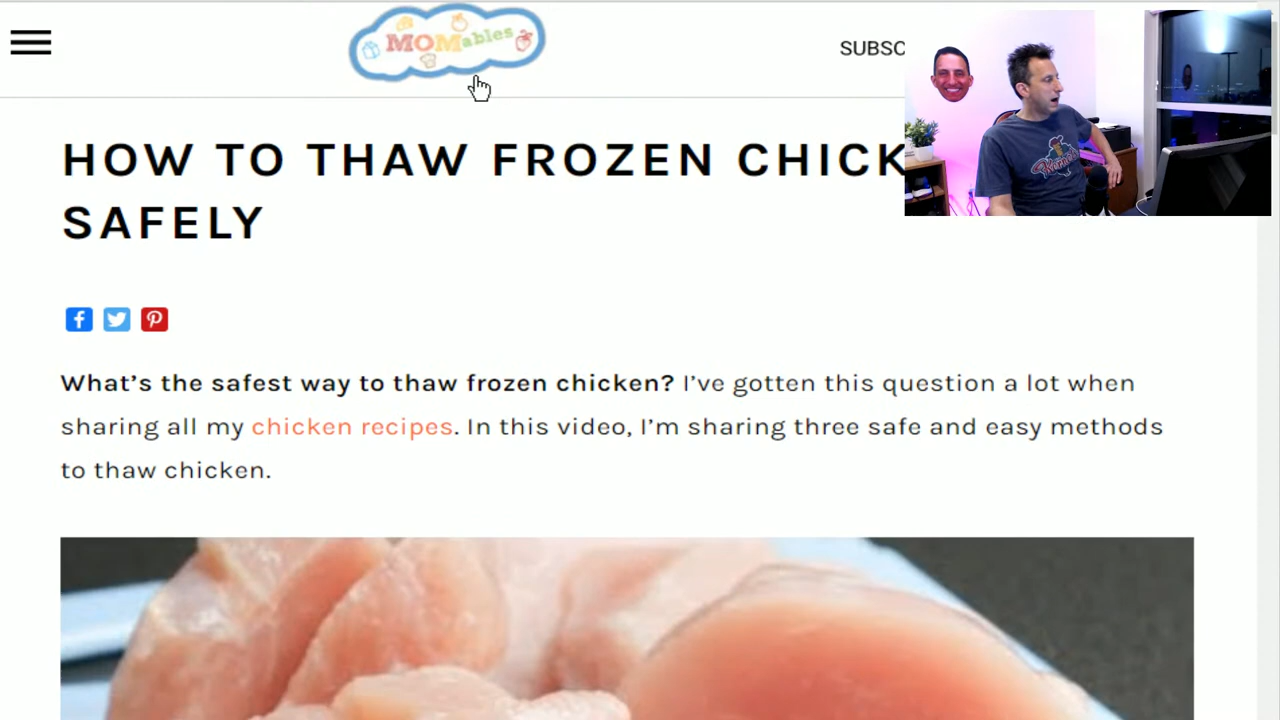 MOMables
SUBSC
HOW TO THAW FROZEN CHICK
SAFELY
What’s the safest way to thaw frozen chicken? I’ve gotten this question a lot when
sharing all my chicken recipes. In this video, I’m sharing three safe and easy methods
to thaw chicken.